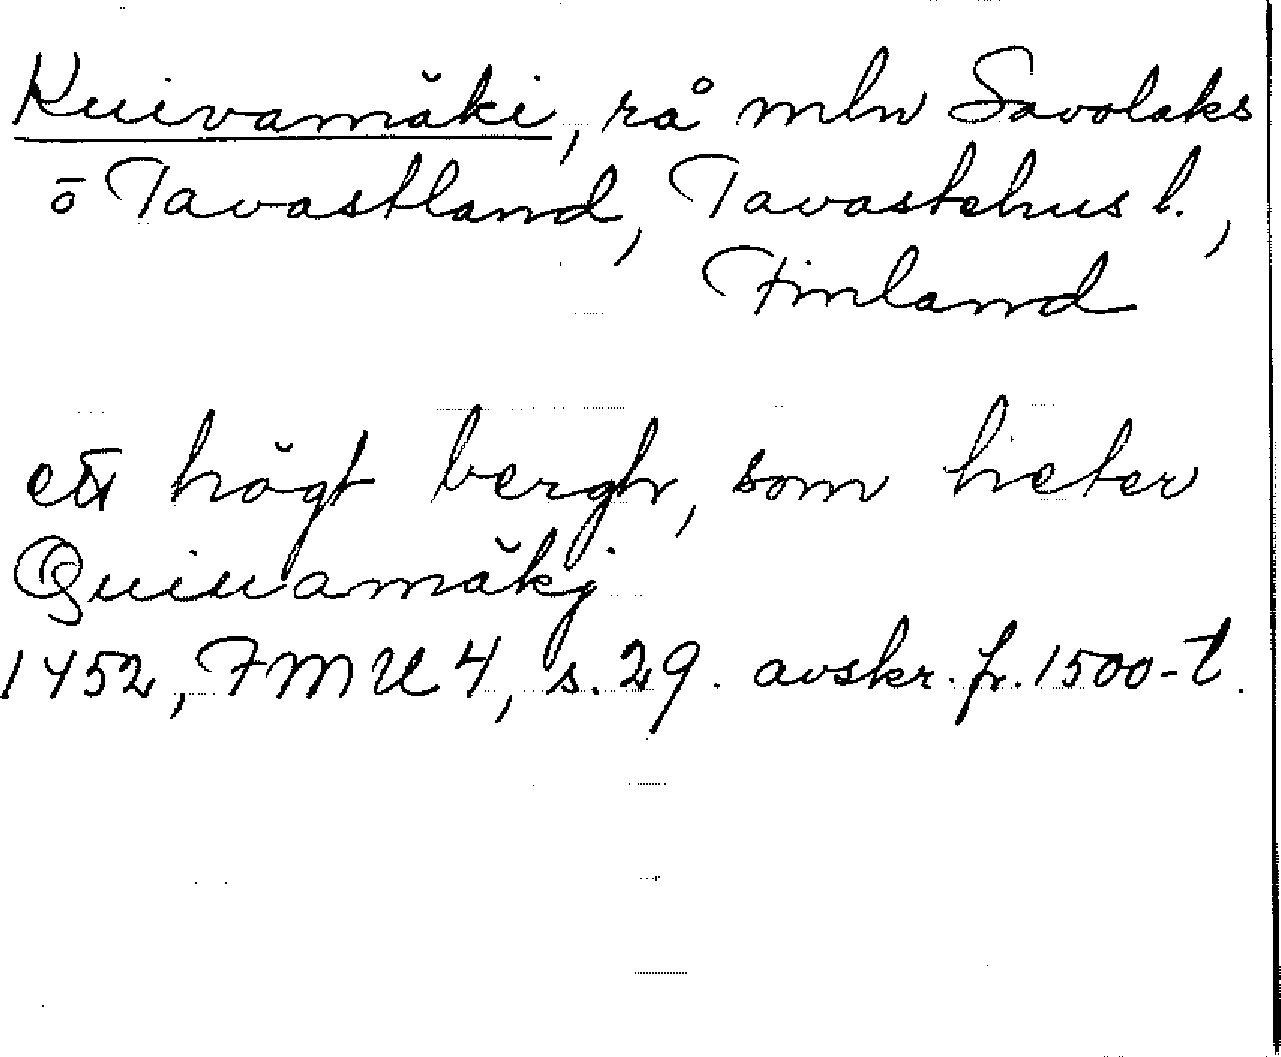 Kuivamäki, rå mln Savolaks
o Tavastland, Tavastehus l.,
Finland
ett högt bergh, som heter
Quiuamäkj
1452, FMU 4, s. 29. avskr. fr. 1500-t.